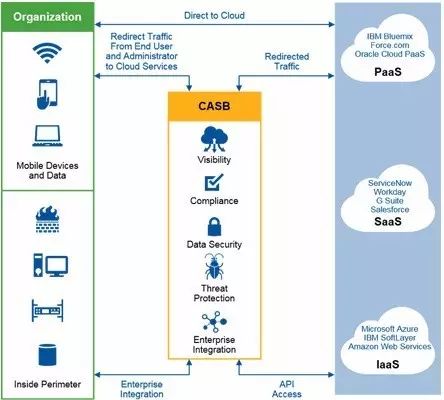 Organization
Direct to Cloud
Redirect Traffic
From End User
and Administrator
to Cloud Services
Redirected
Traffic
IBM Bluemix
Force.com
Oracle Cloud PaaS
PaaS
Mobile Devices
and Data
CASB
Visibility
Compliance
Data Security
Threat
Protection
Enterprise
Integration
ServiceNow
Workday
G Suite
Salesforce
SaaS
Inside Perimeter
Microsoft Azure
IBM SoftLayer
Amazon Web Services
IaaS
Enterprise
Integration
API
Access